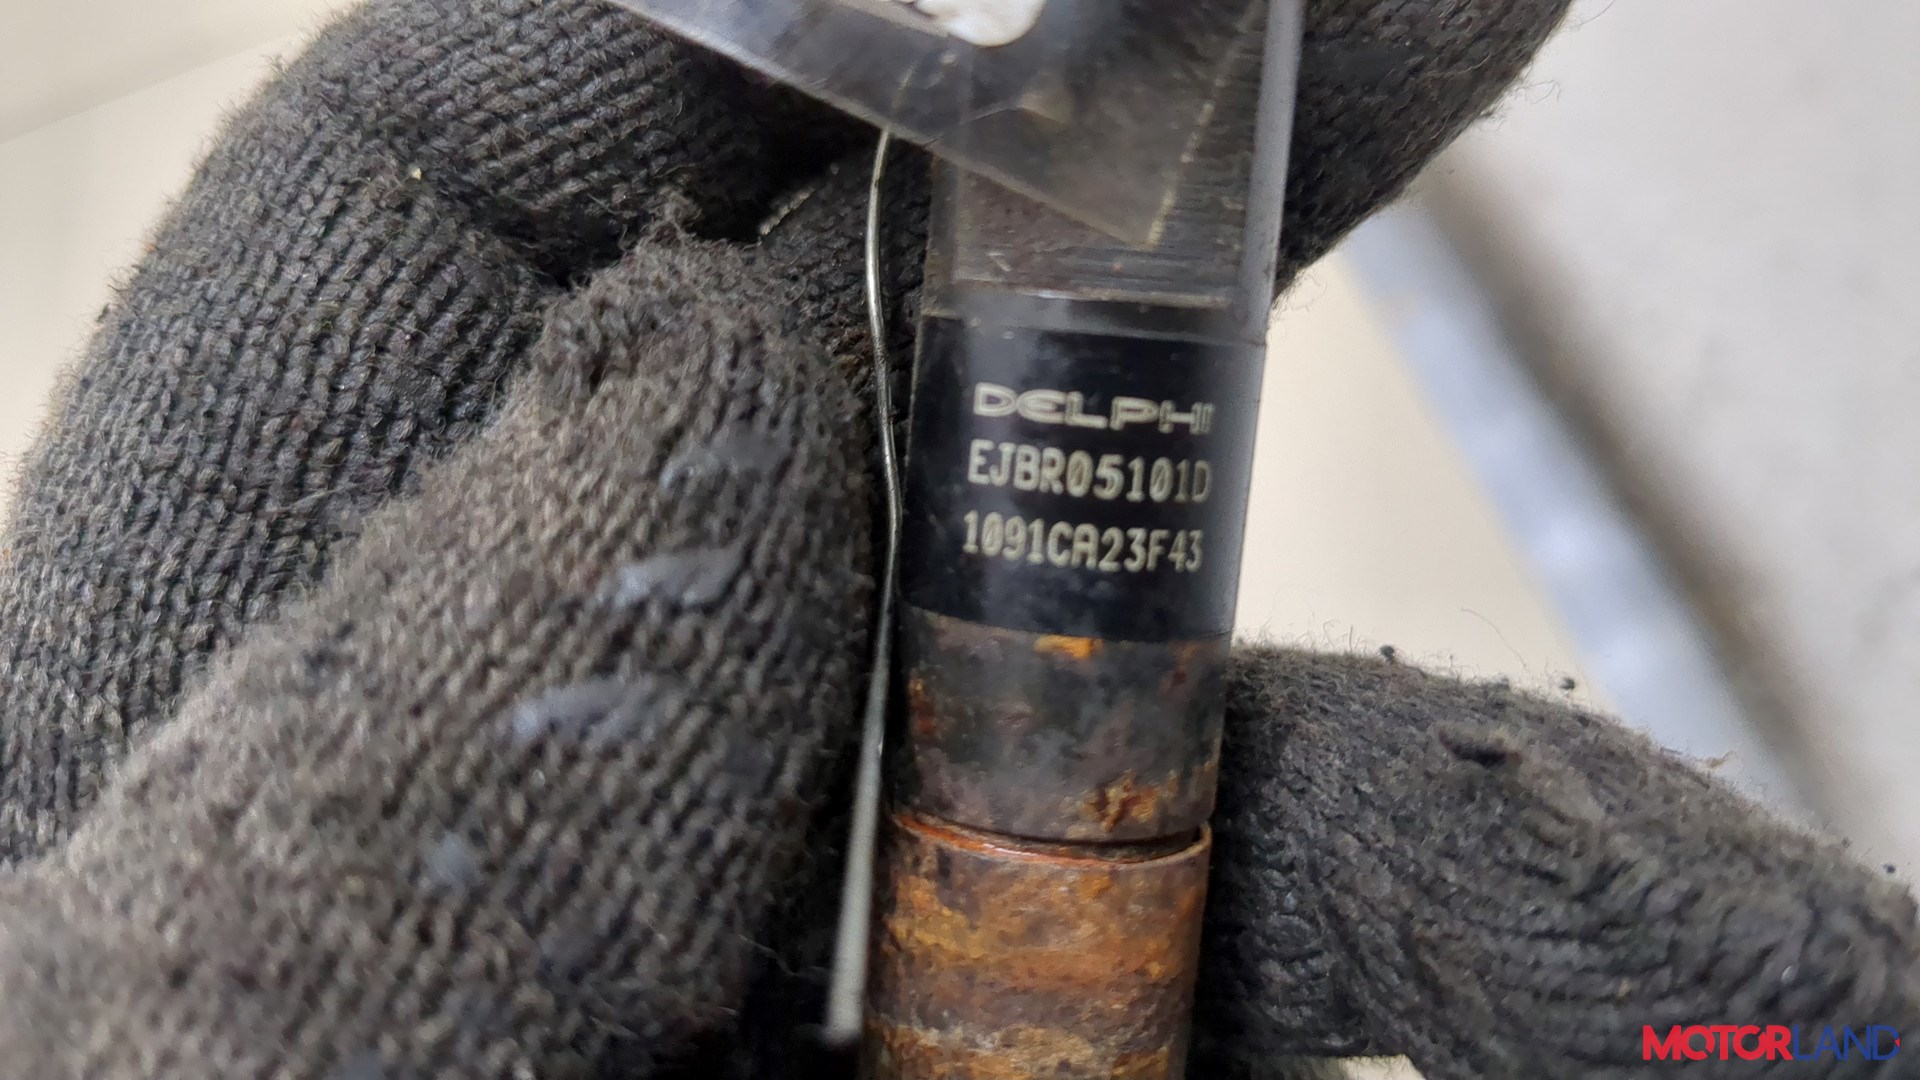 DELPHI
EJBR05101D
1091CA23F43
MOTORLAND